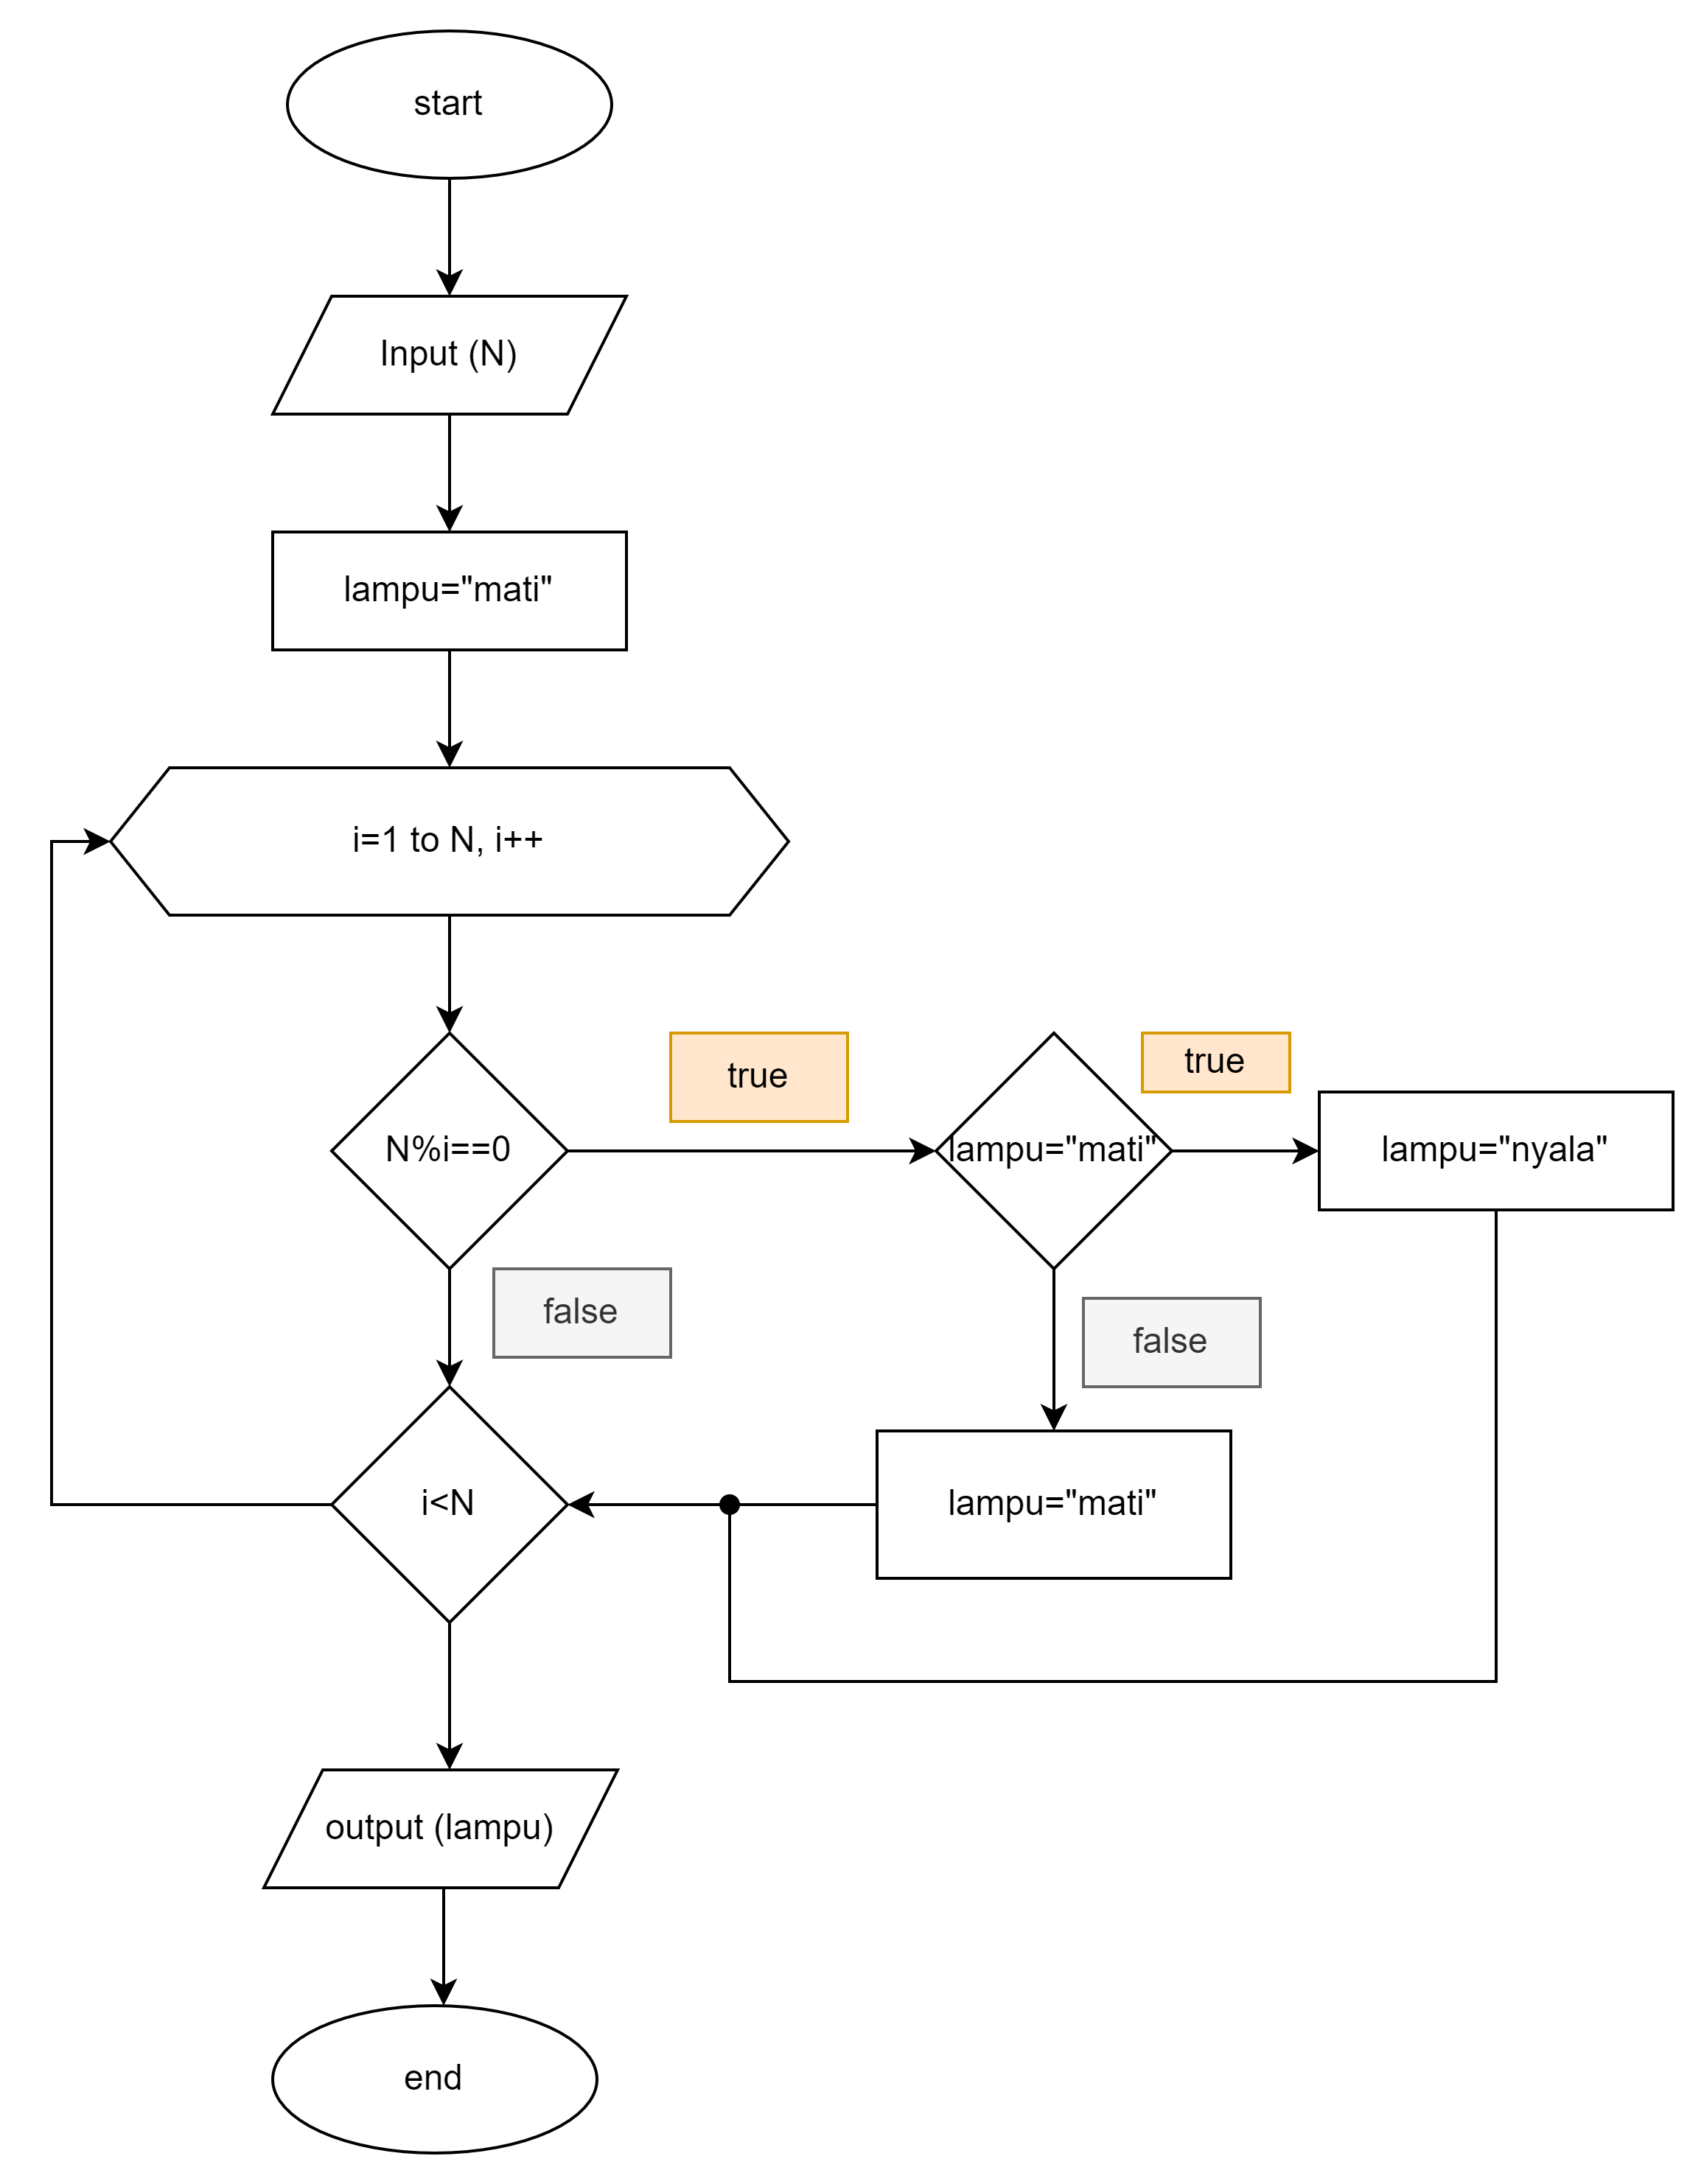 start
Input (N)
lampu="mati"
i=1 to N, i++
N%i==0
true
lampu="mati"
true
lampu="nyala"
false
false
i<N
lampu="mati"
output (lampu)
end